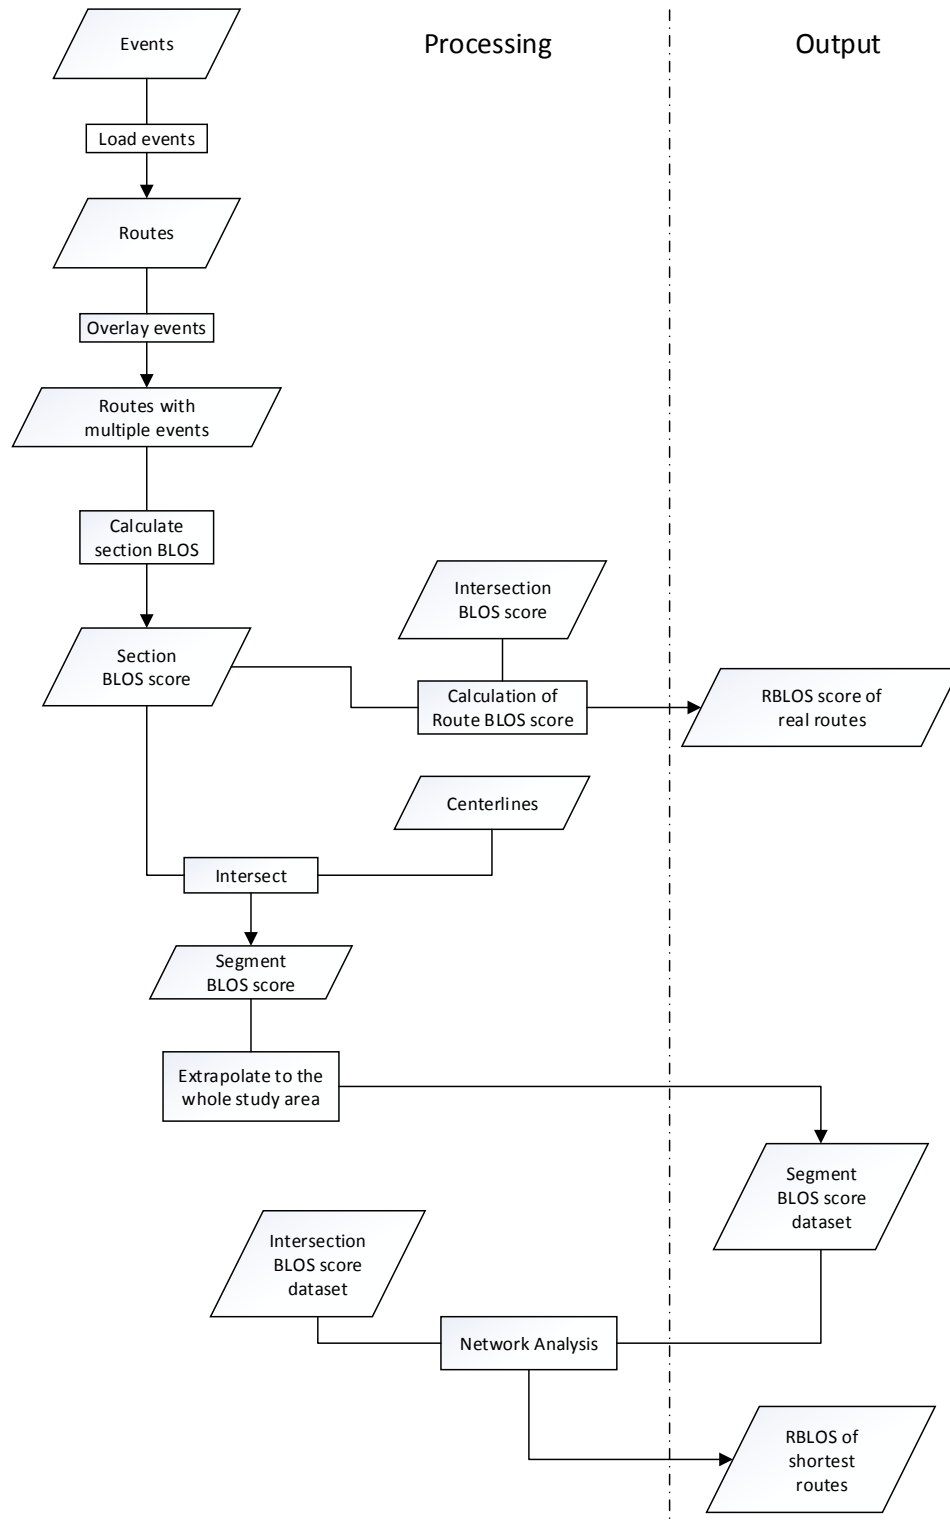 Events
Processing
Output
Load events
Routes
Overlay events
Routes with
multiple events
Calculate
section BLOS
Intersection
BLOS score
Section
BLOS score
Calculation of
Route BLOS score
RBLOS score of
real routes
Centerlines
Intersect
Segment
BLOS score
Extrapolate to the
whole study area
Segment
BLOS score
dataset
Intersection
BLOS score
dataset
Network Analysis
RBLOS of
shortest
routes